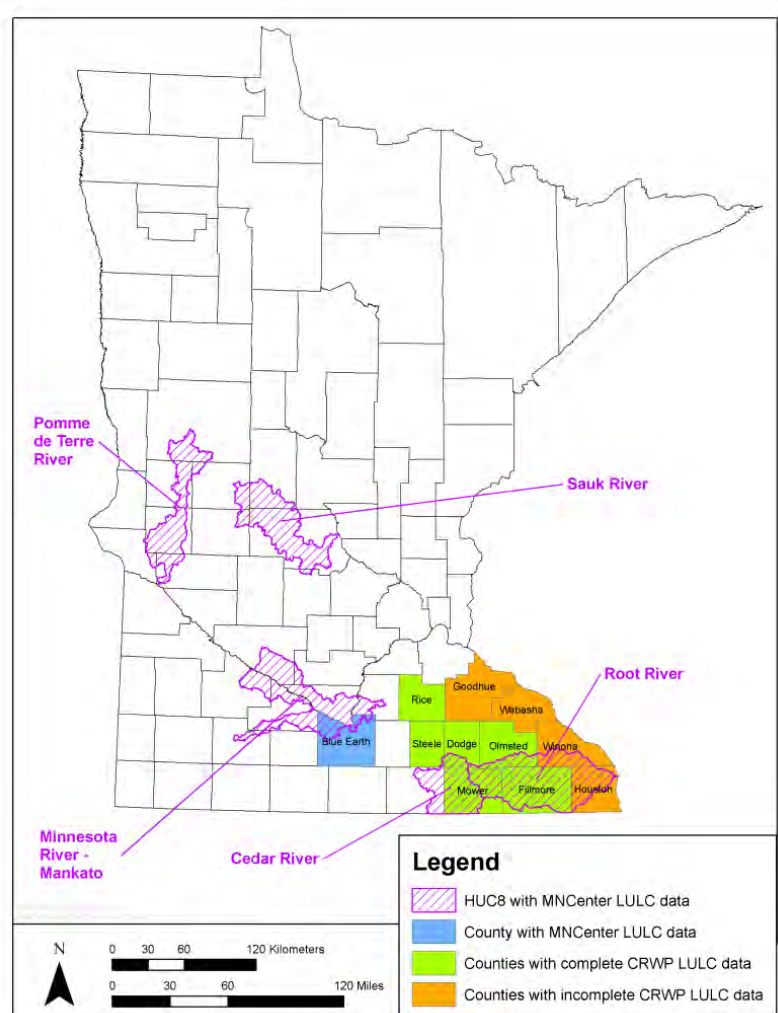 Pomme
de Terre
River
Sauk River
Root River
Goodhue
Rice
Wabasha
Blue Earth
Steele
Dodge
Olmsted
Winona
Mower
Fillmore
Houston
Minnesota
River -
Mankato
Cedar River
Legend
HUC8 with MNCenter LULC data
County with MNCenter LULC data
Counties with complete CRWP LULC data
Counties with incomplete CRWP LULC data
N
0 30 60 120 Kilometers
0 30 60 120 Miles